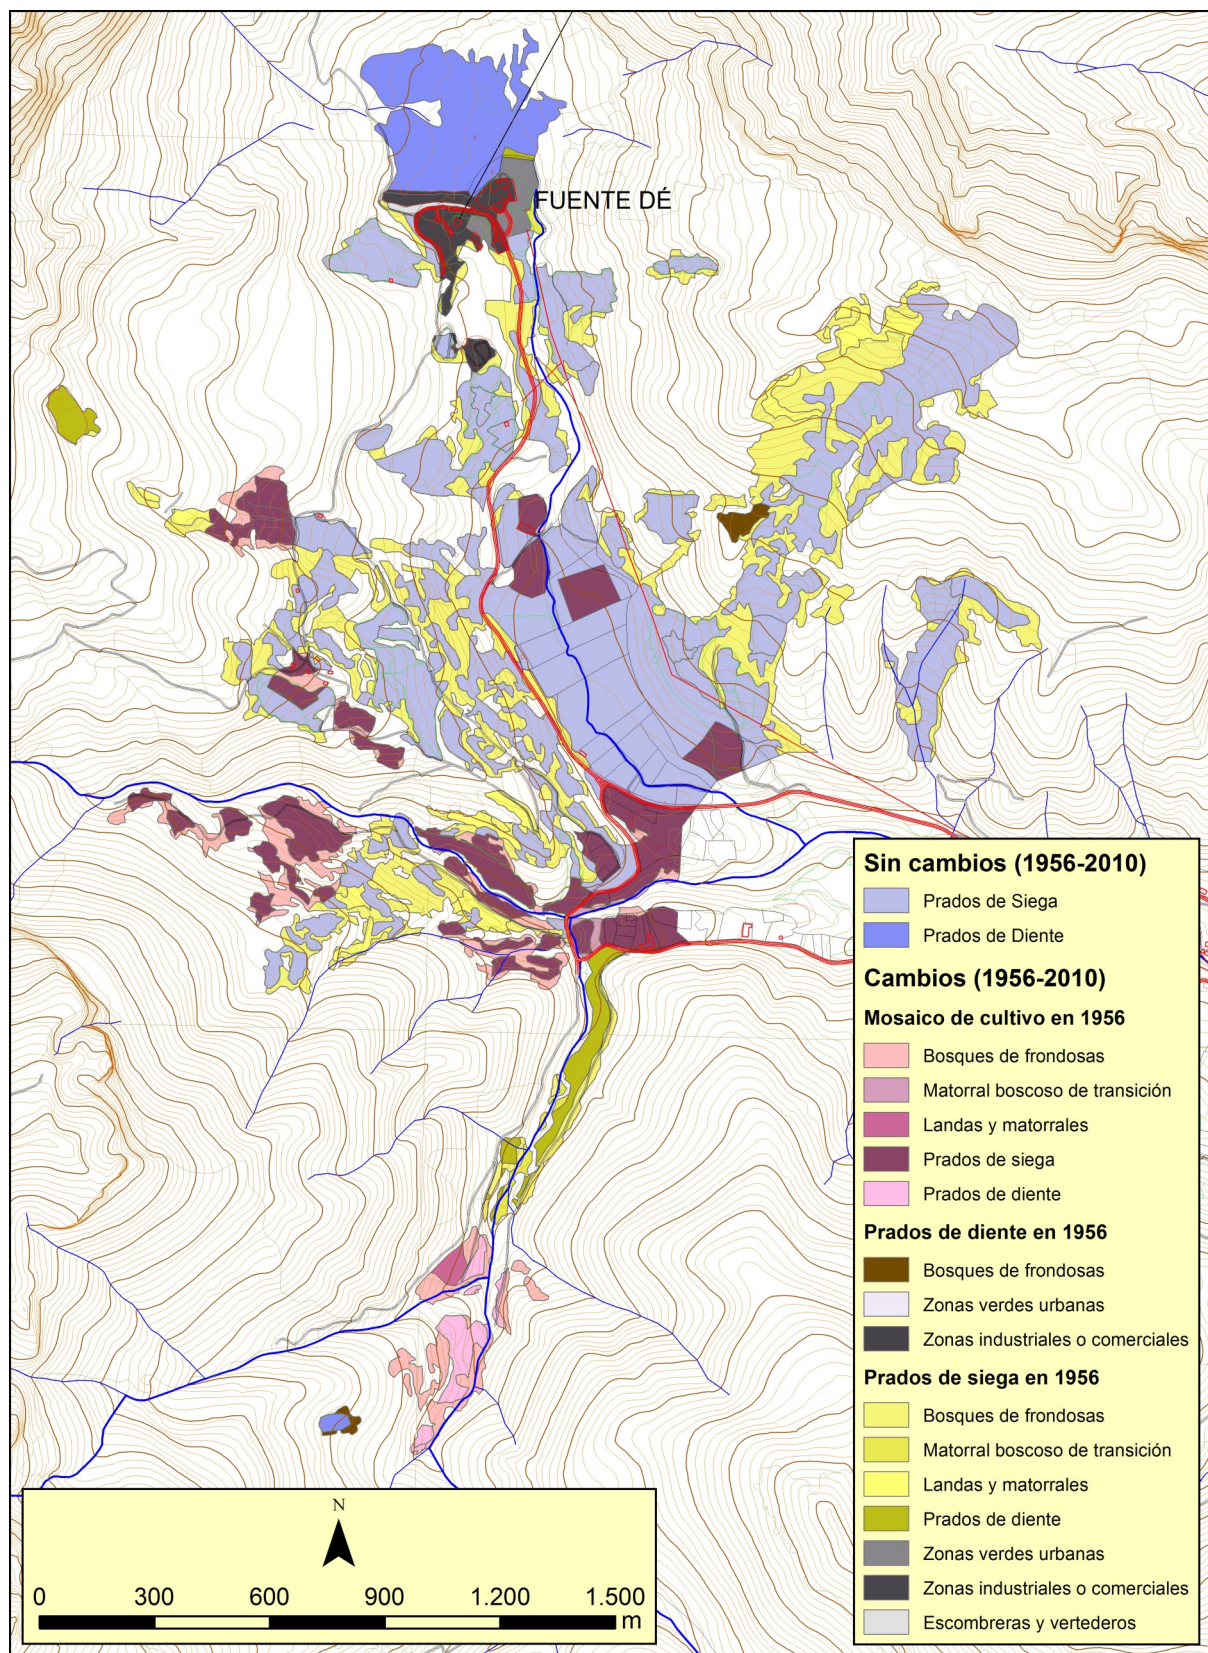 FUENTE DÉ
Sin cambios (1956-2010)
Prados de Siega
Prados de Diente
Cambios (1956-2010)
Mosaico de cultivo en 1956
Bosques de frondosas
Matorral boscoso de transición
Landas y matorrales
Prados de siega
Prados de diente
Prados de diente en 1956
Bosques de frondosas
Zonas verdes urbanas
Zonas industriales o comerciales
Prados de siega en 1956
Bosques de frondosas
Matorral boscoso de transición
Landas y matorrales
Prados de diente
Zonas verdes urbanas
Zonas industriales o comerciales
Escombreras y vertederos
N
0 300 600 900 1.200 1.500
m